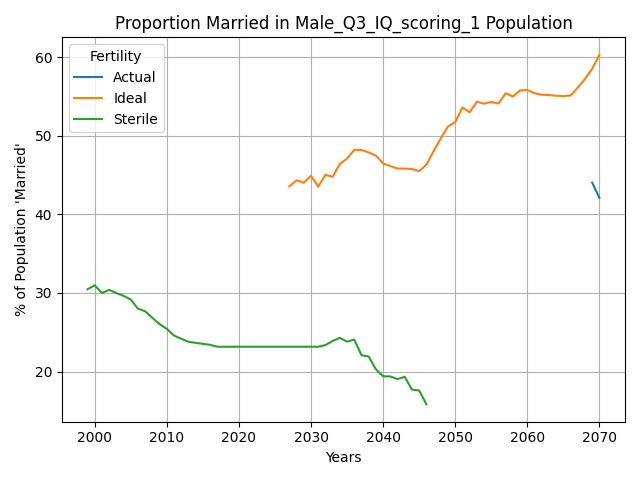 Proportion Married in Male_Q3_IQ_scoring_1 Population
Fertility
Actual
Ideal
Sterile
% of Population 'Married'
60
50
40
30
20
2000 2010 2020 2030 2040 2050 2060 2070
Years